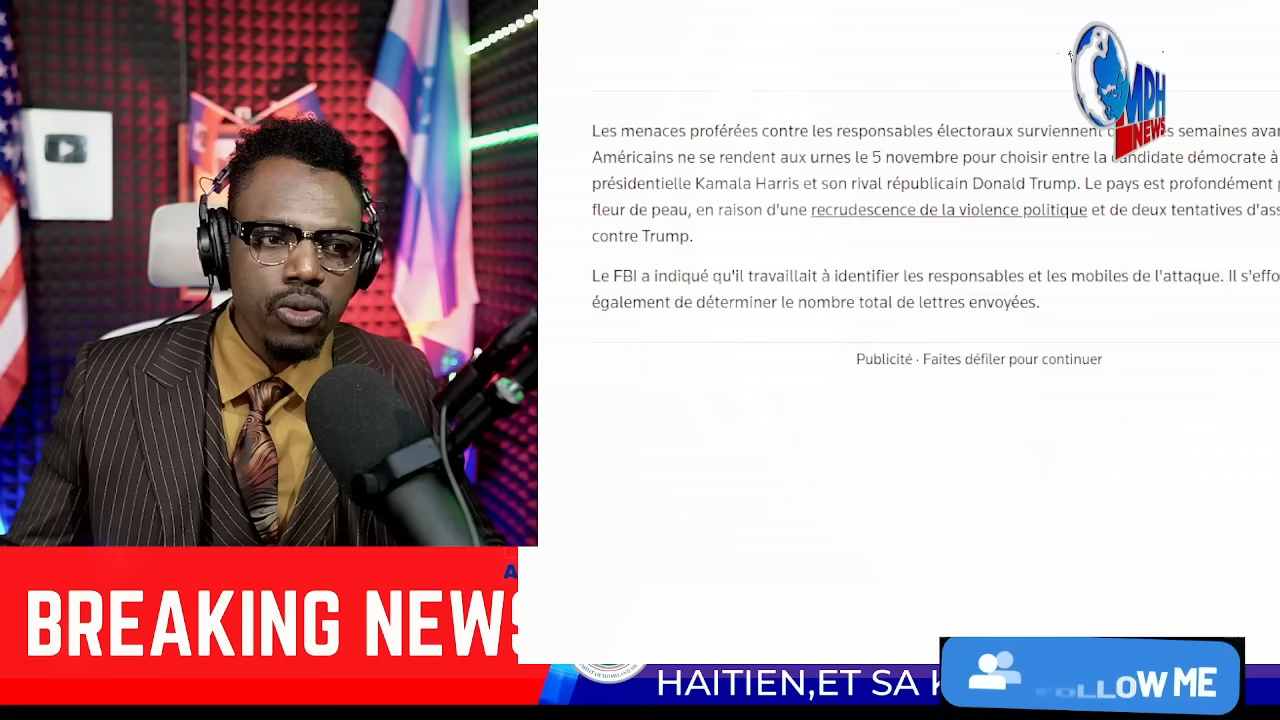 MPH
NEWS
Les menaces proférées contre les responsables électoraux surviennent semaines
Américains ne se rendent aux urnes le 5 novembre pour choisir entre la candidate démocrate à
présidentielle Kamala Harris et son rival républicain Donald Trump. Le pays est profondément
fleur de peau, en raison d'une recrudescence de la violence politique et de deux tentatives
contre Trump.
Le FBI a indiqué qu'il travaillait à identifier les responsables et les mobiles de l'attaque. Il
également de déterminer le nombre total de lettres envoyées.
Publicité · Faites défiler pour continuer
BREAKING NEWS
HAITIEN,ET SA
FOLLOW ME